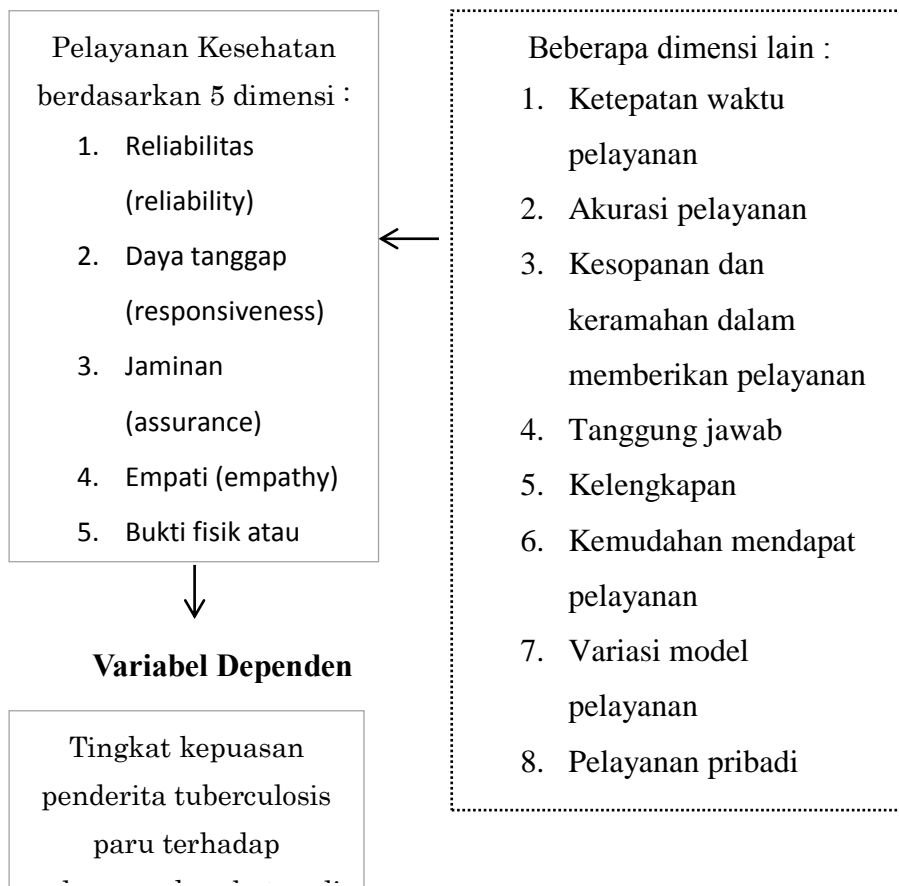 Pelayanan Kesehatan
berdasarkan 5 dimensi :
1. Reliabilitas
(reliability)
2. Daya tanggap
(responsiveness)
3. Jaminan
(assurance)
4. Empati (empathy)
5. Bukti fisik atau
Variabel Dependen
Tingkat kepuasan
penderita tuberculosis
paru terhadap
Beberapa dimensi lain :
1. Ketepatan waktu
pelayanan
2. Akurasi pelayanan
3. Kesopanan dan
keramahan dalam
memberikan pelayanan
4. Tanggung jawab
5. Kelengkapan
6. Kemudahan mendapat
pelayanan
7. Variasi model
pelayanan
8. Pelayanan pribadi